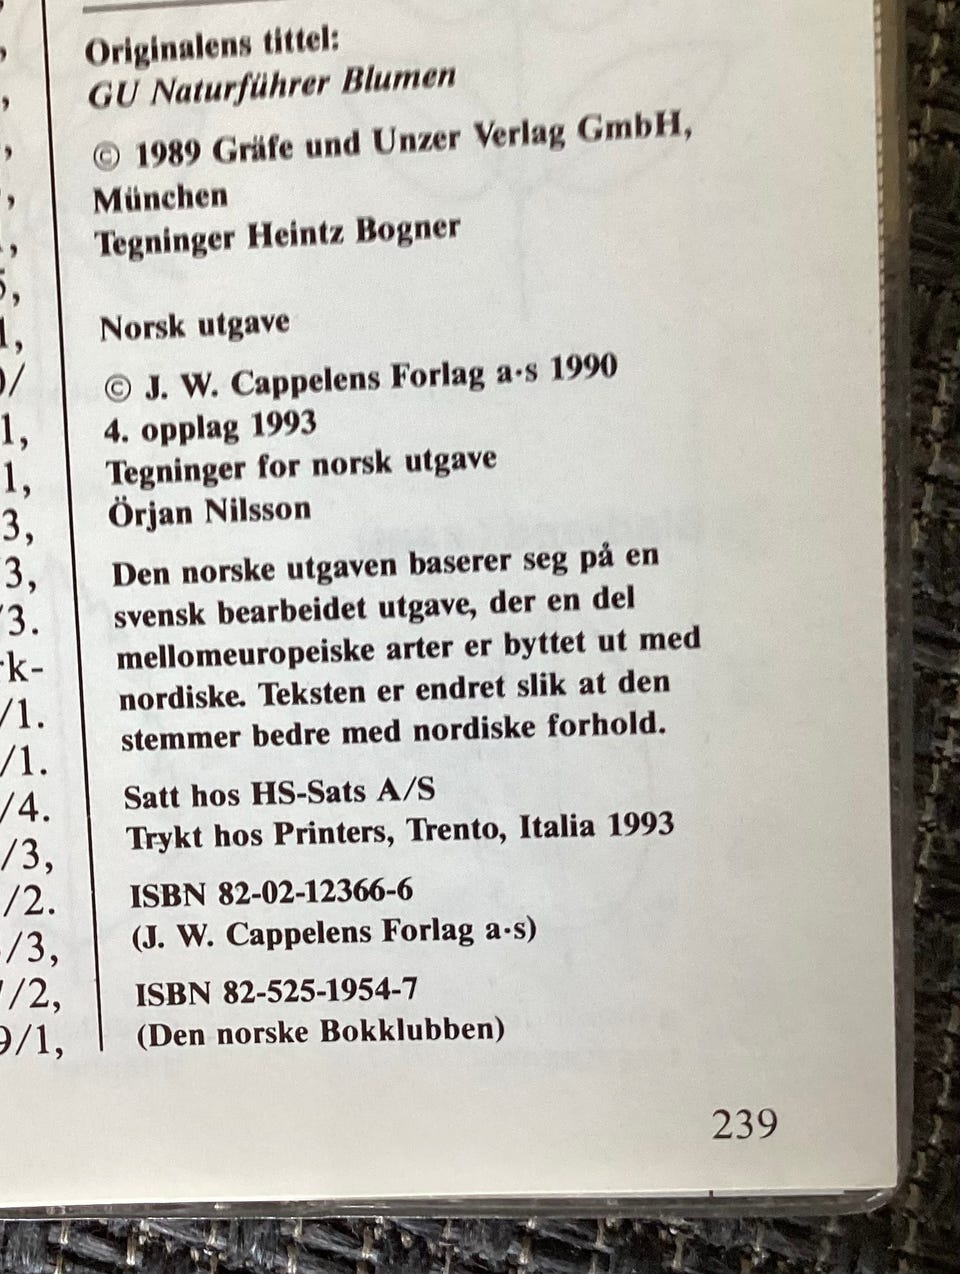 Originalens tittel:
GU Naturführer Blumen
© 1989 Gräfe und Unzer Verlag GmbH,
München
Tegninger Heintz Bogner
Norsk utgave
© J. W. Cappelens Forlag a·s 1990
4. opplag 1993
Tegninger for norsk utgave
Örjan Nilsson
Den norske utgaven baserer seg på en
svensk bearbeidet utgave, der en del
mellomeuropeiske arter er byttet ut med
nordiske. Teksten er endret slik at den
stemmer bedre med nordiske forhold.
Satt hos HS-Sats A/S
Trykt hos Printers, Trento, Italia 1993
ISBN 82-02-12366-6
(J. W. Cappelens Forlag a·s)
ISBN 82-525-1954-7
(Den norske Bokklubben)
239